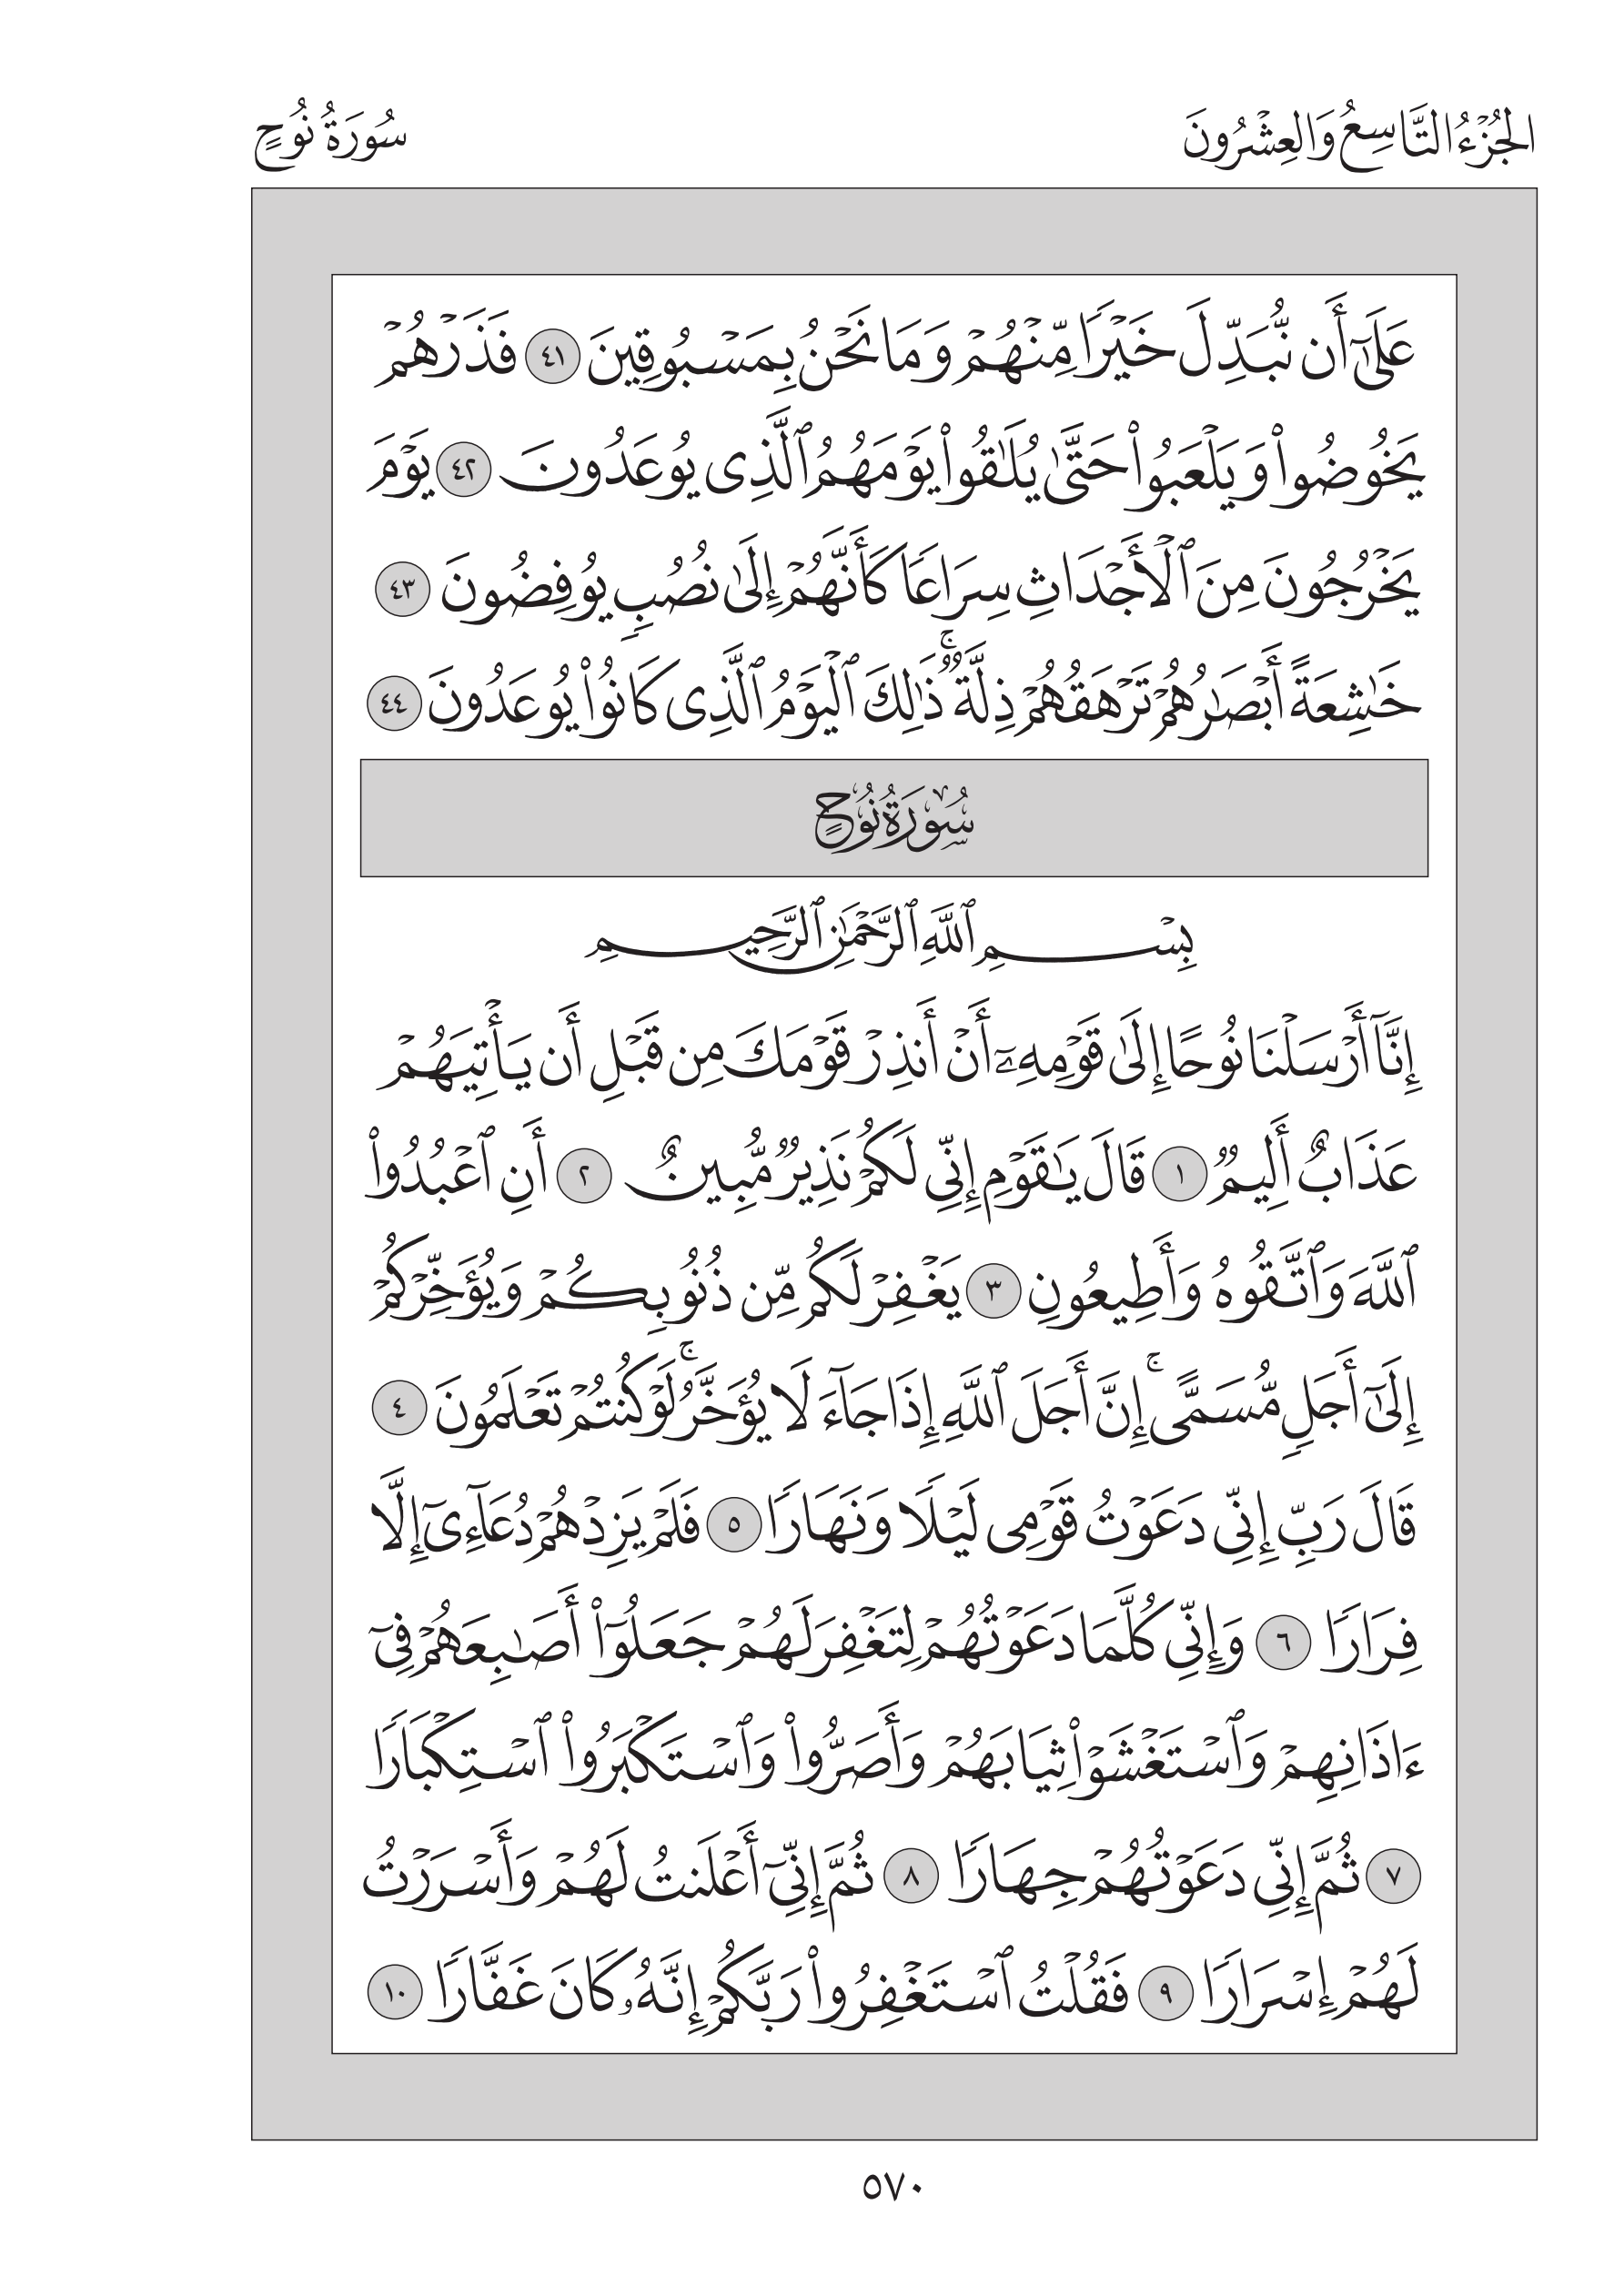 الجُزْءُ التَّاسِعُ وَالعِشْرُونَ
سُورَةُ نُوحٍ
عَلَىٰٓ أَن نُّبَدِّلَ خَيْرًا مِّنْهُمْ وَمَا نَحْنُ بِمَسْبُوقِينَ ٤١ فَذَرْهُمْ
يَخُوضُوا۟ وَيَلْعَبُوا۟ حَتَّىٰ يُلَـٰقُوا۟ يَوْمَهُمُ ٱلَّذِى يُوعَدُونَ ٤٢ يَوْمَ
يَخْرُجُونَ مِنَ ٱلْأَجْدَاثِ سِرَاعًا كَأَنَّهُمْ إِلَىٰ نُصُبٍ يُوفِضُونَ ٤٣
خَـٰشِعَةً أَبْصَـٰرُهُمْ تَرْهَقُهُمْ ذِلَّةٌ ۚ ذَٰلِكَ ٱلْيَوْمُ ٱلَّذِى كَانُوا۟ يُوعَدُونَ ٤٤
سُورَةُ نُوحٍ
بِسْمِ ٱللَّهِ ٱلرَّحْمَـٰنِ ٱلرَّحِيمِ
إِنَّآ أَرْسَلْنَا نُوحًا إِلَىٰ قَوْمِهِۦٓ أَنْ أَنذِرْ قَوْمَكَ مِن قَبْلِ أَن يَأْتِيَهُمْ
عَذَابٌ أَلِيمٌ ١ قَالَ يَـٰقَوْمِ إِنِّى لَكُمْ نَذِيرٌ مُّبِينٌ ٢ أَنِ ٱعْبُدُوا۟
ٱللَّهَ وَٱتَّقُوهُ وَأَطِيعُونِ ٣ يَغْفِرْ لَكُم مِّن ذُنُوبِكُمْ وَيُؤَخِّرْكُمْ
إِلَىٰٓ أَجَلٍ مُّسَمًّى ۚ إِنَّ أَجَلَ ٱللَّهِ إِذَا جَآءَ لَا يُؤَخَّرُ ۖ لَوْ كُنتُمْ تَعْلَمُونَ ٤
قَالَ رَبِّ إِنِّى دَعَوْتُ قَوْمِى لَيْلًا وَنَهَارًا ٥ فَلَمْ يَزِدْهُمْ دُعَآءِىٓ إِلَّا
فِرَارًا ٦ وَإِنِّى كُلَّمَا دَعَوْتُهُمْ لِتَغْفِرَ لَهُمْ جَعَلُوٓا۟ أَصَـٰبِعَهُمْ فِىٓ
ءَاذَانِهِمْ وَٱسْتَغْشَوْا۟ ثِيَابَهُمْ وَأَصَرُّوا۟ وَٱسْتَكْبَرُوا۟ ٱسْتِكْبَارًا
٧ ثُمَّ إِنِّى دَعَوْتُهُمْ جِهَارًا ٨ ثُمَّ إِنِّىٓ أَعْلَنتُ لَهُمْ وَأَسْرَرْتُ
لَهُمْ إِسْرَارًا ٩ فَقُلْتُ ٱسْتَغْفِرُوا۟ رَبَّكُمْ إِنَّهُۥ كَانَ غَفَّارًا ١٠
٥٧٠